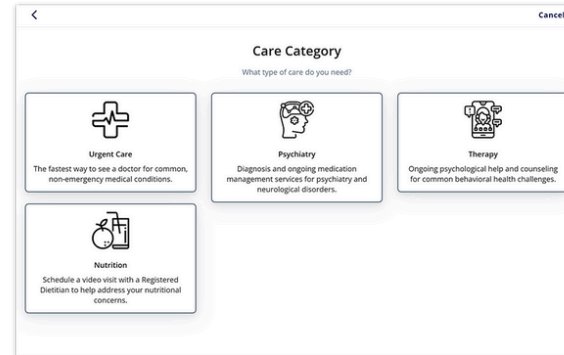 Cancel
Care Category
What type of care do you need?
Urgent Care
The fastest way to see a doctor for common,
non-emergency medical conditions.
Psychiatry
Diagnosis and ongoing medication
management services for psychiatry and
neurological disorders.
Therapy
Ongoing psychological help and counseling
for common behavioral health challenges.
Nutrition
Schedule a video visit with a Registered
Dietitian to help address your nutritional
concerns.